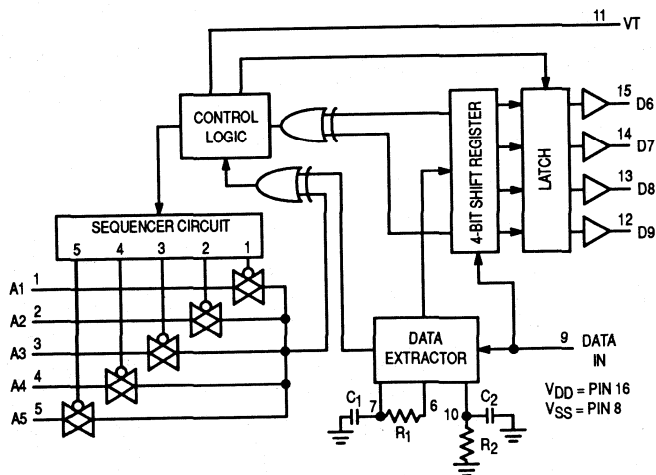 11
VT
CONTROL
LOGIC
4-BIT SHIFT REGISTER
LATCH
15
D6
14
D7
13
D8
12
D9
SEQUENCER CIRCUIT
5 4 3 2 1
A1 1
A2 2
A3 3
A4 4
A5 5
DATA
EXTRACTOR
9
DATA
IN
C1
7
R1
6
10
C2
R2
VDD = PIN 16
VSS = PIN 8